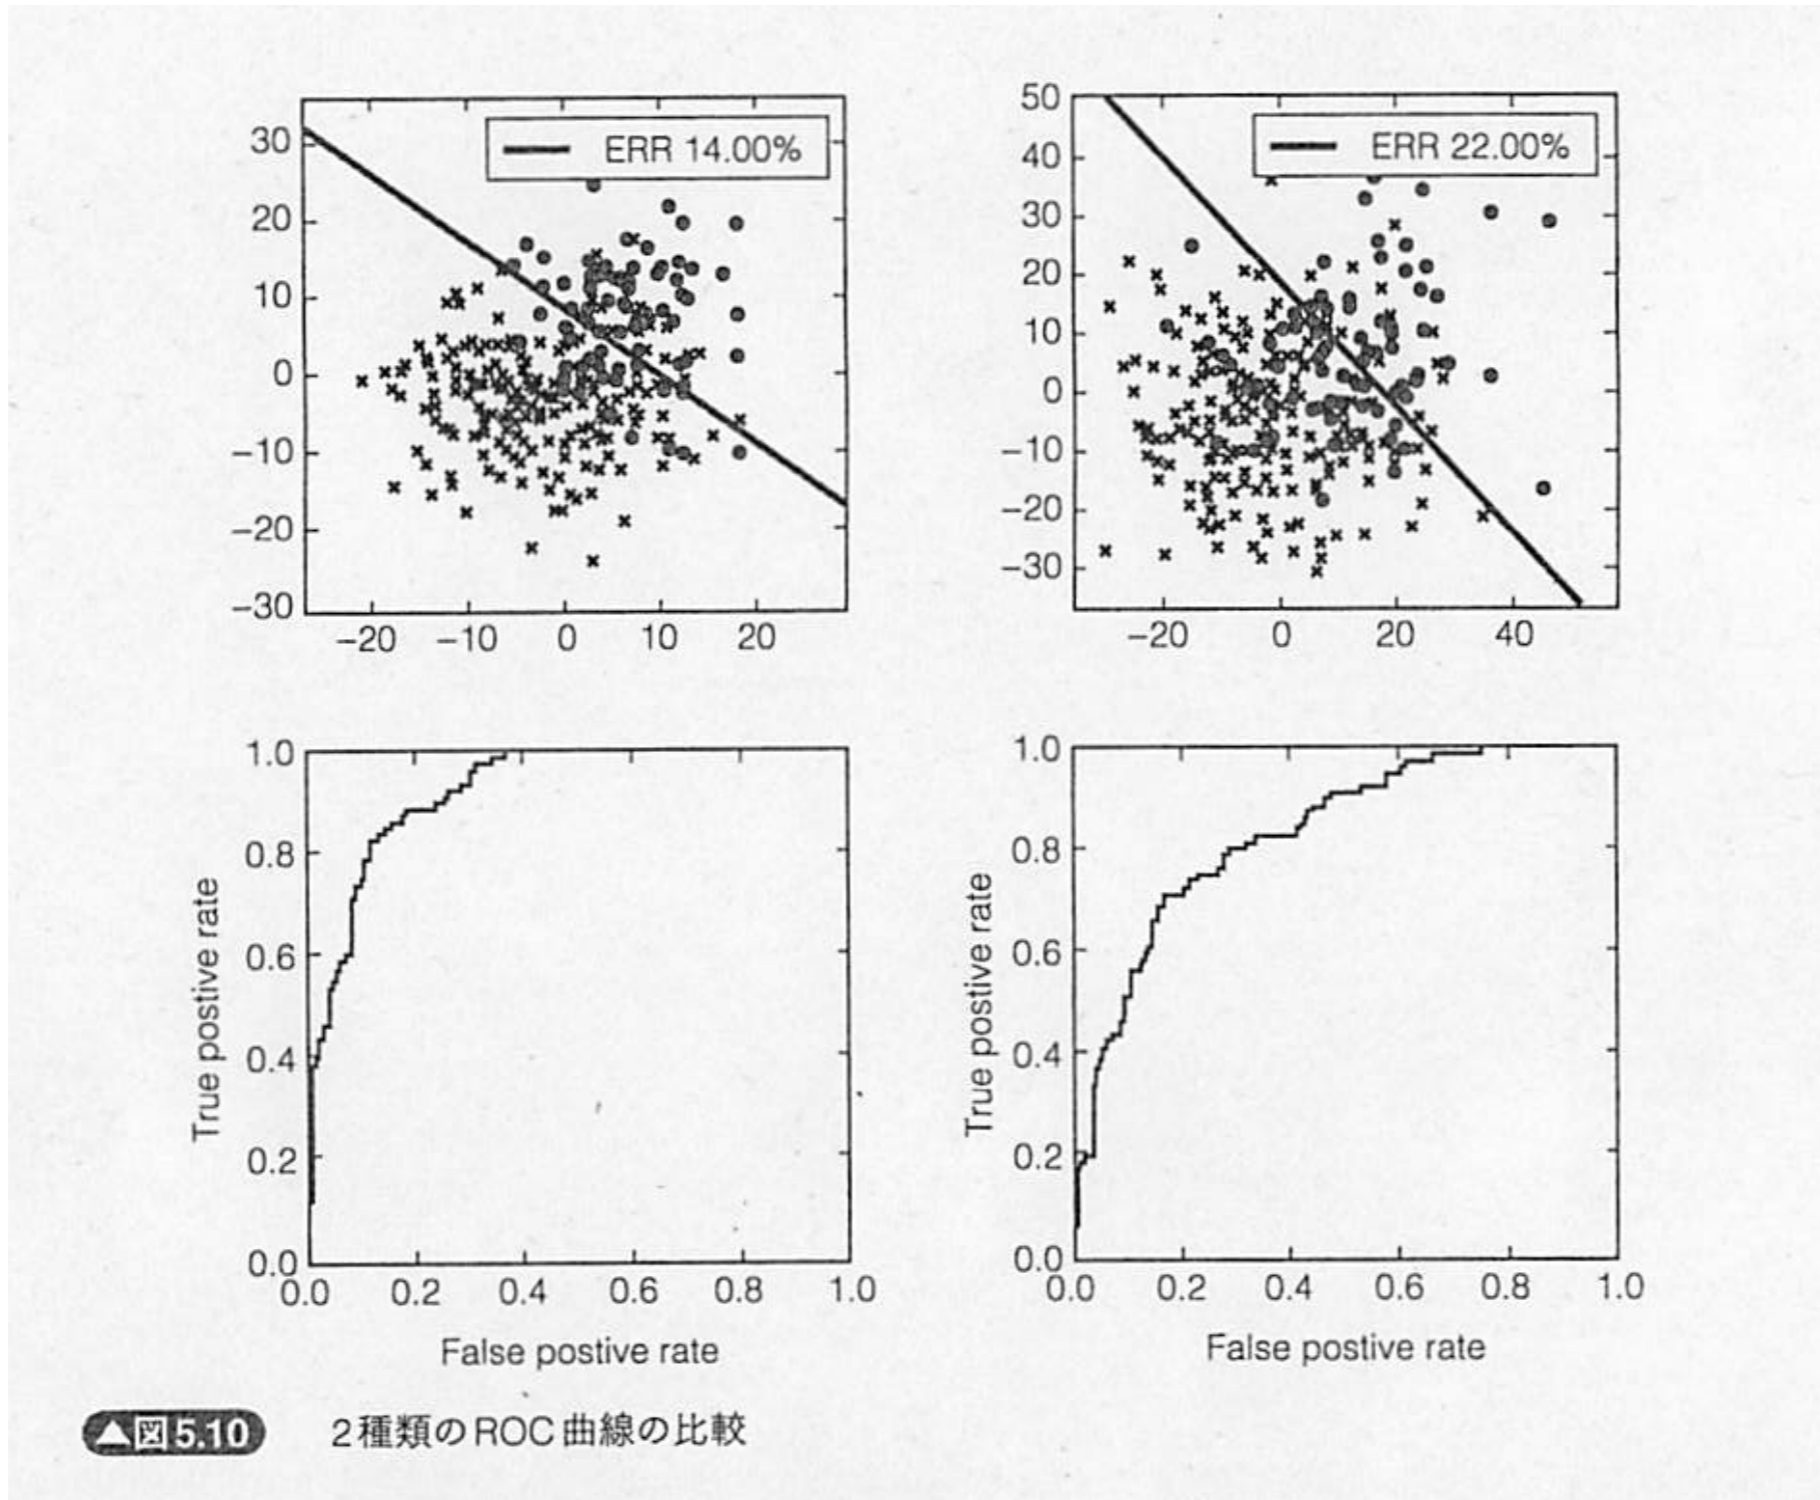 ERR 14.00%
30
20
10
0
−10
−20
−30
−20 −10 0 10 20
ERR 22.00%
50
40
30
20
10
0
−10
−20
−30
−20 0 20 40
True postive rate
1.0
0.8
0.6
0.4
0.2
0.0
0.0 0.2 0.4 0.6 0.8 1.0
False postive rate
True postive rate
1.0
0.8
0.6
0.4
0.2
0.0
0.0 0.2 0.4 0.6 0.8 1.0
False postive rate
▲図5.10 2種類のROC曲線の比較